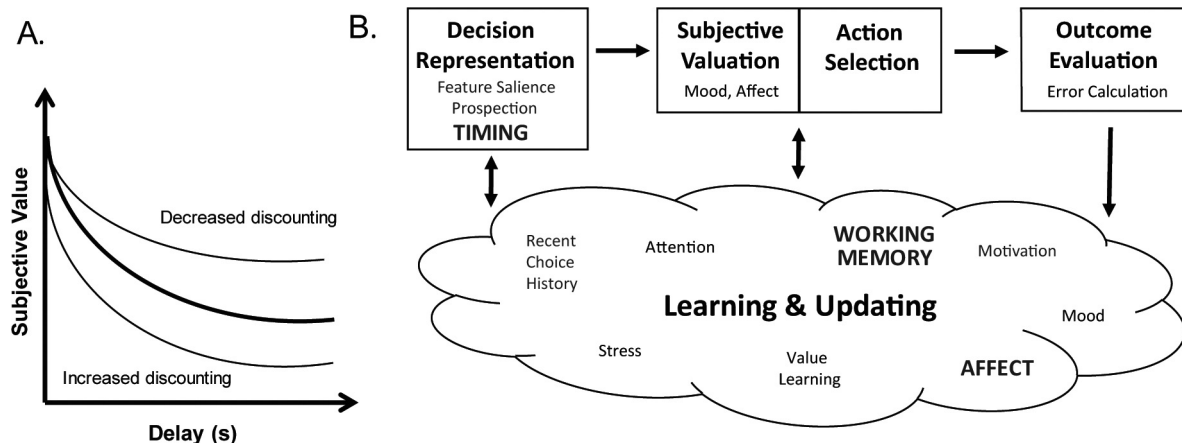 A.
Subjective Value
Decreased discounting
Increased discounting
Delay (s)
B.
Decision
Representation
Feature Salience
Prospection
TIMING
Subjective
Valuation
Mood, Affect
Action
Selection
Outcome
Evaluation
Error Calculation
Recent
Choice
History
Attention
WORKING
MEMORY
Motivation
Learning & Updating
Mood
Stress
Value
Learning
AFFECT